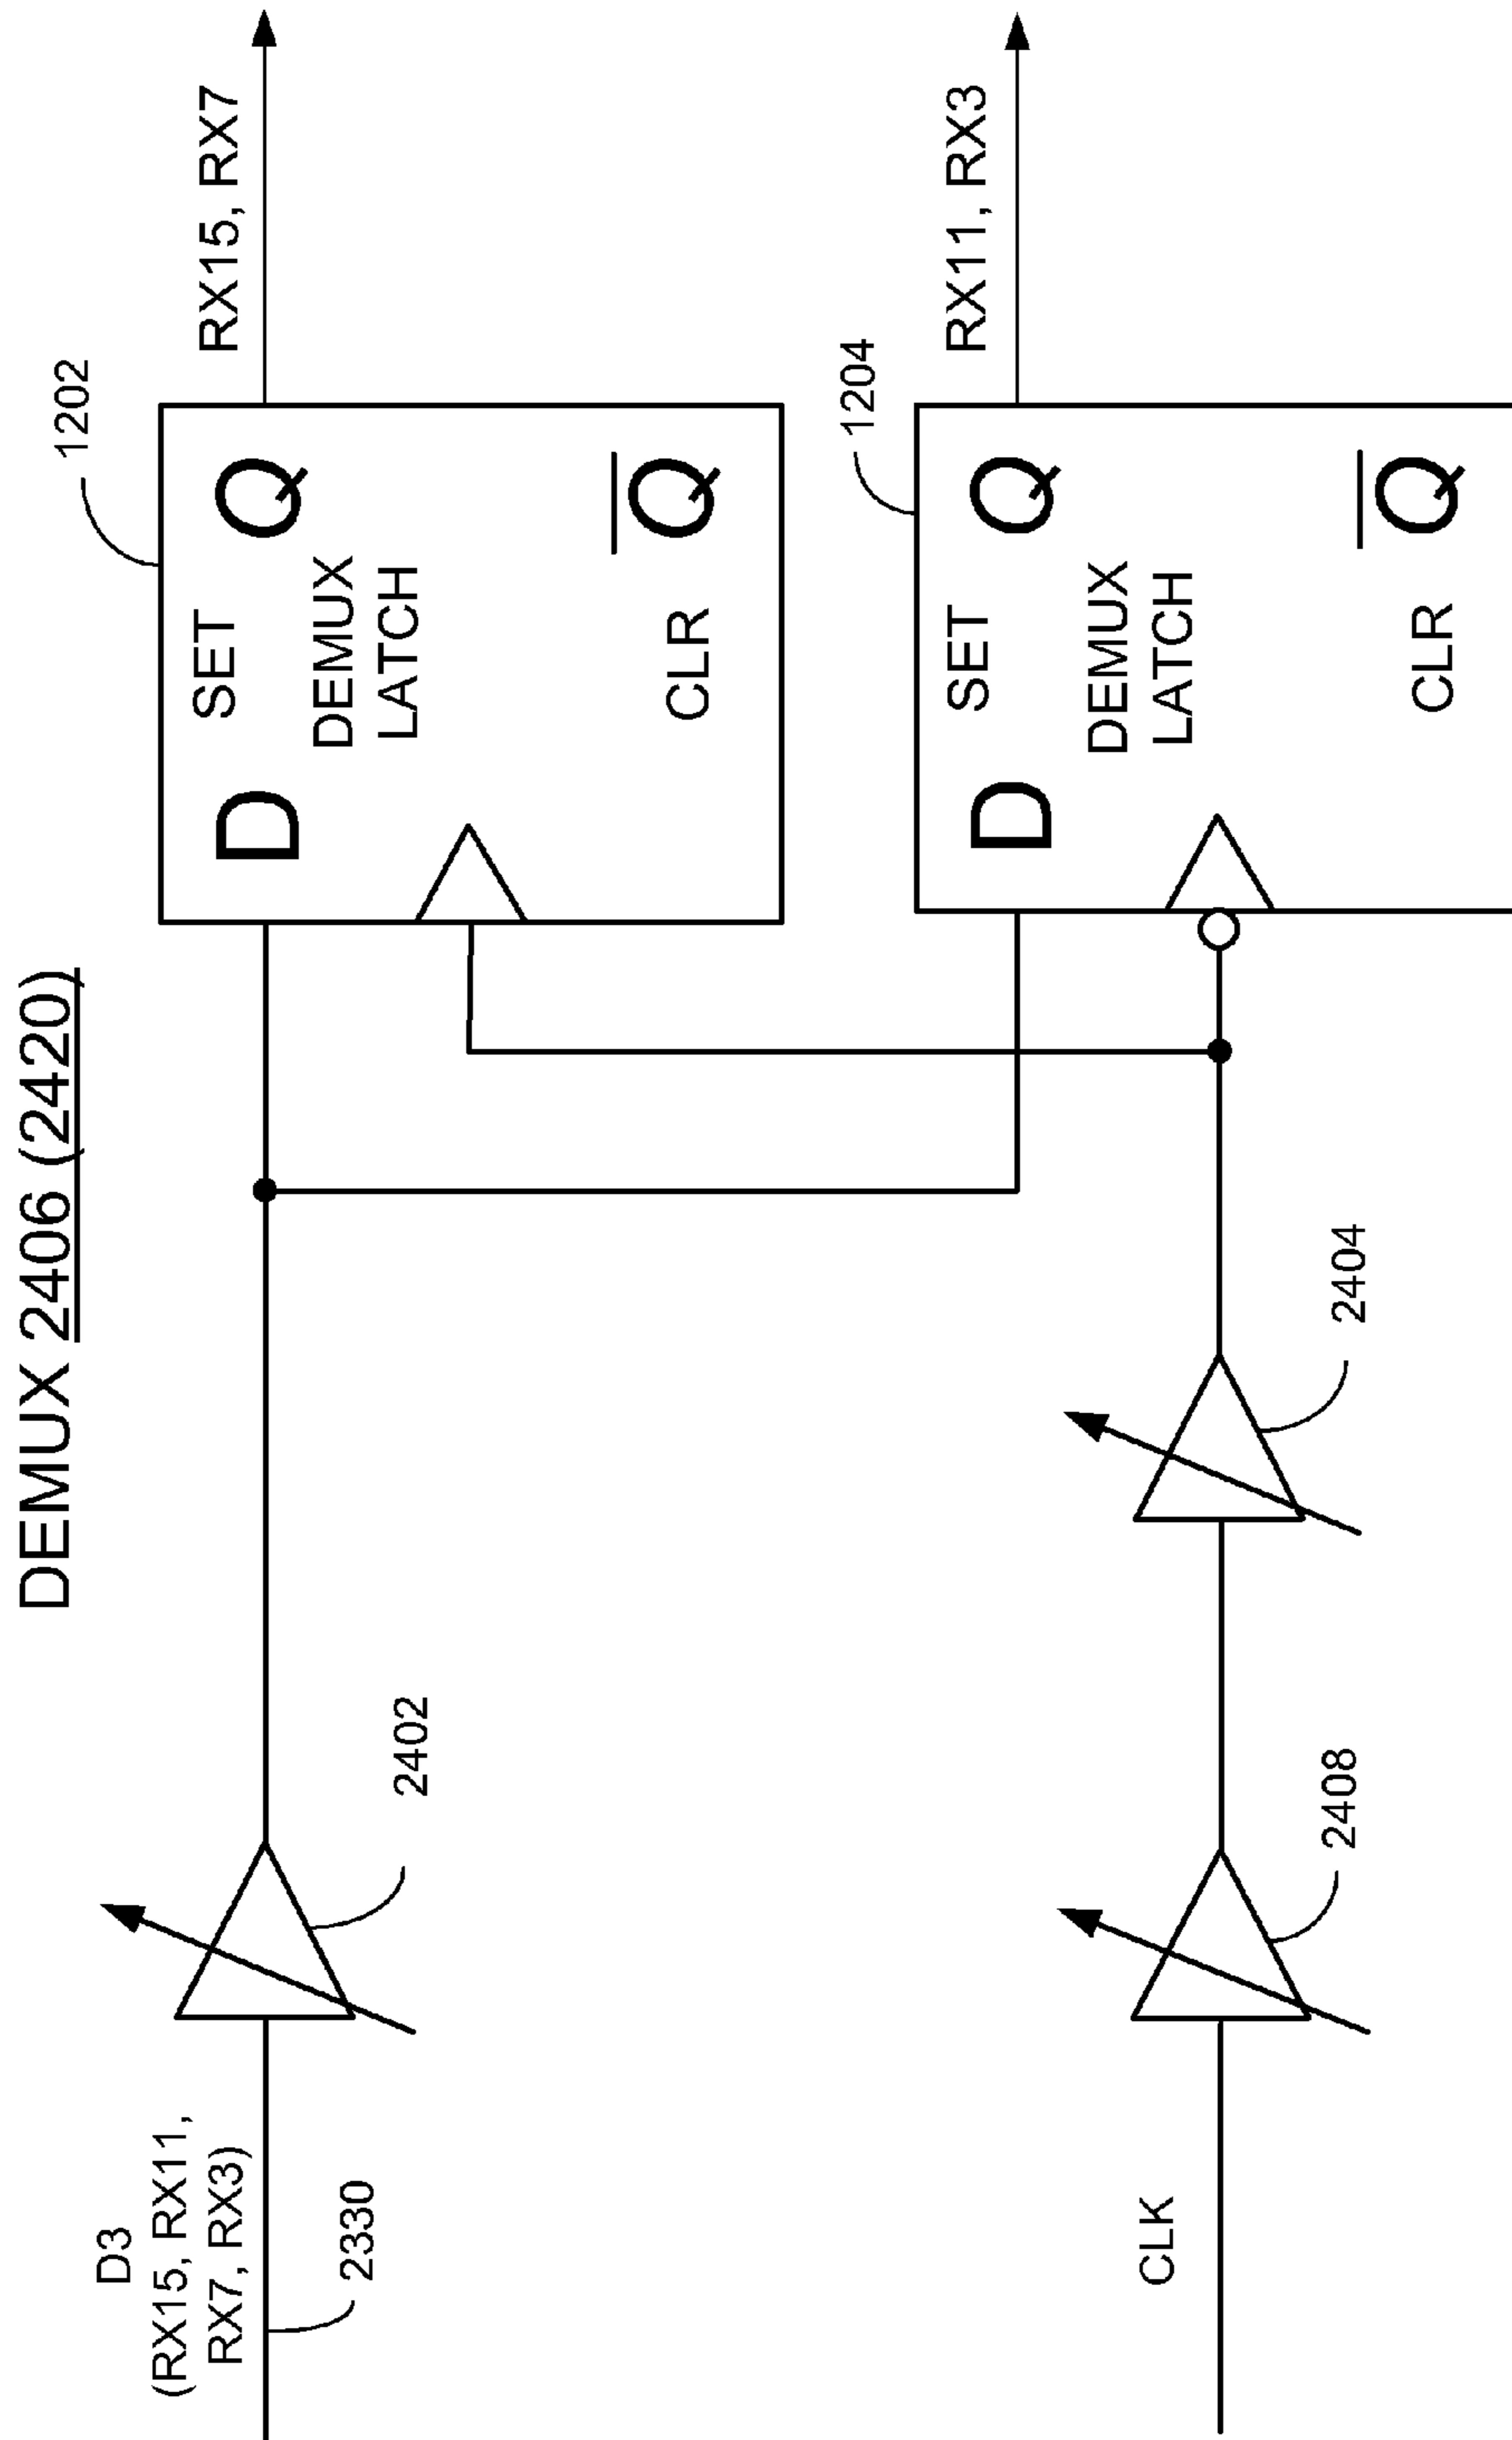 DEMUX 2406 (2420)
D3
(RX15, RX11,
RX7, RX3)
2330
2402
1202
D
SET
Q
DEMUX
LATCH
CLR
Q
RX15, RX7
CLK
2408
2404
1204
D
SET
Q
DEMUX
LATCH
CLR
Q
RX11, RX3